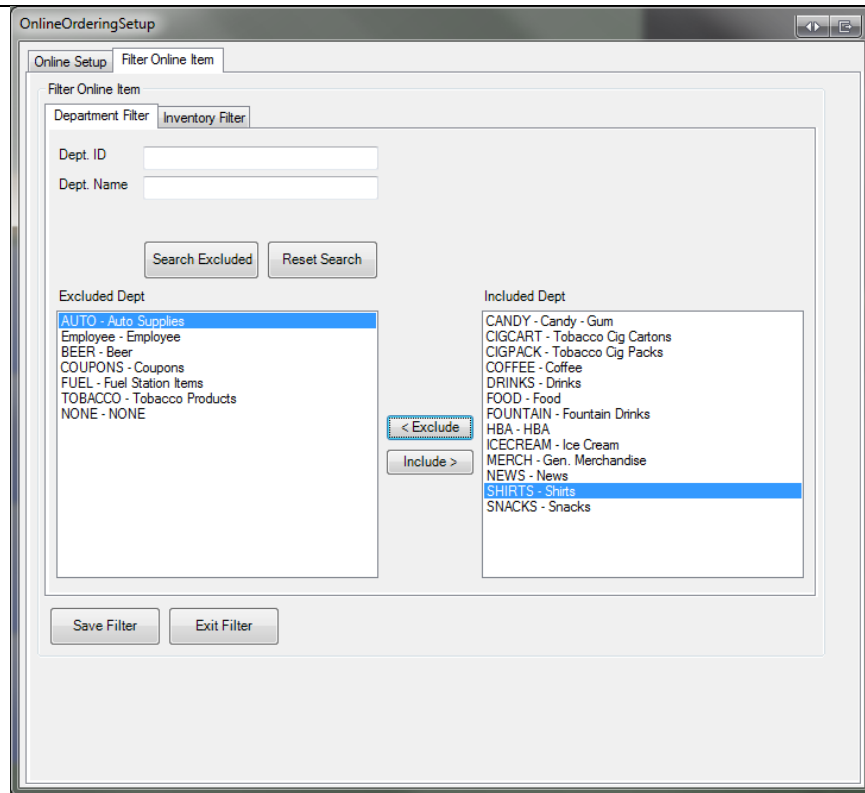 OnlineOrderingSetup
Online Setup
Filter Online Item
Filter Online Item
Department Filter
Inventory Filter
Dept. ID
Dept. Name
Search Excluded
Reset Search
Excluded Dept
AUTO - Auto Supplies
Employee - Employee
BEER - Beer
COUPONS - Coupons
FUEL - Fuel Station Items
TOBACCO - Tobacco Products
NONE - NONE
< Exclude
Include >
Included Dept
CANDY - Candy - Gum
CIGCART - Tobacco Cig Cartons
CIGPACK - Tobacco Cig Packs
COFFEE - Coffee
DRINKS - Drinks
FOOD - Food
FOUNTAIN - Fountain Drinks
HBA - HBA
ICECREAM - Ice Cream
MERCH - Gen. Merchandise
NEWS - News
SHIRTS - Shirts
SNACKS - Snacks
Save Filter
Exit Filter